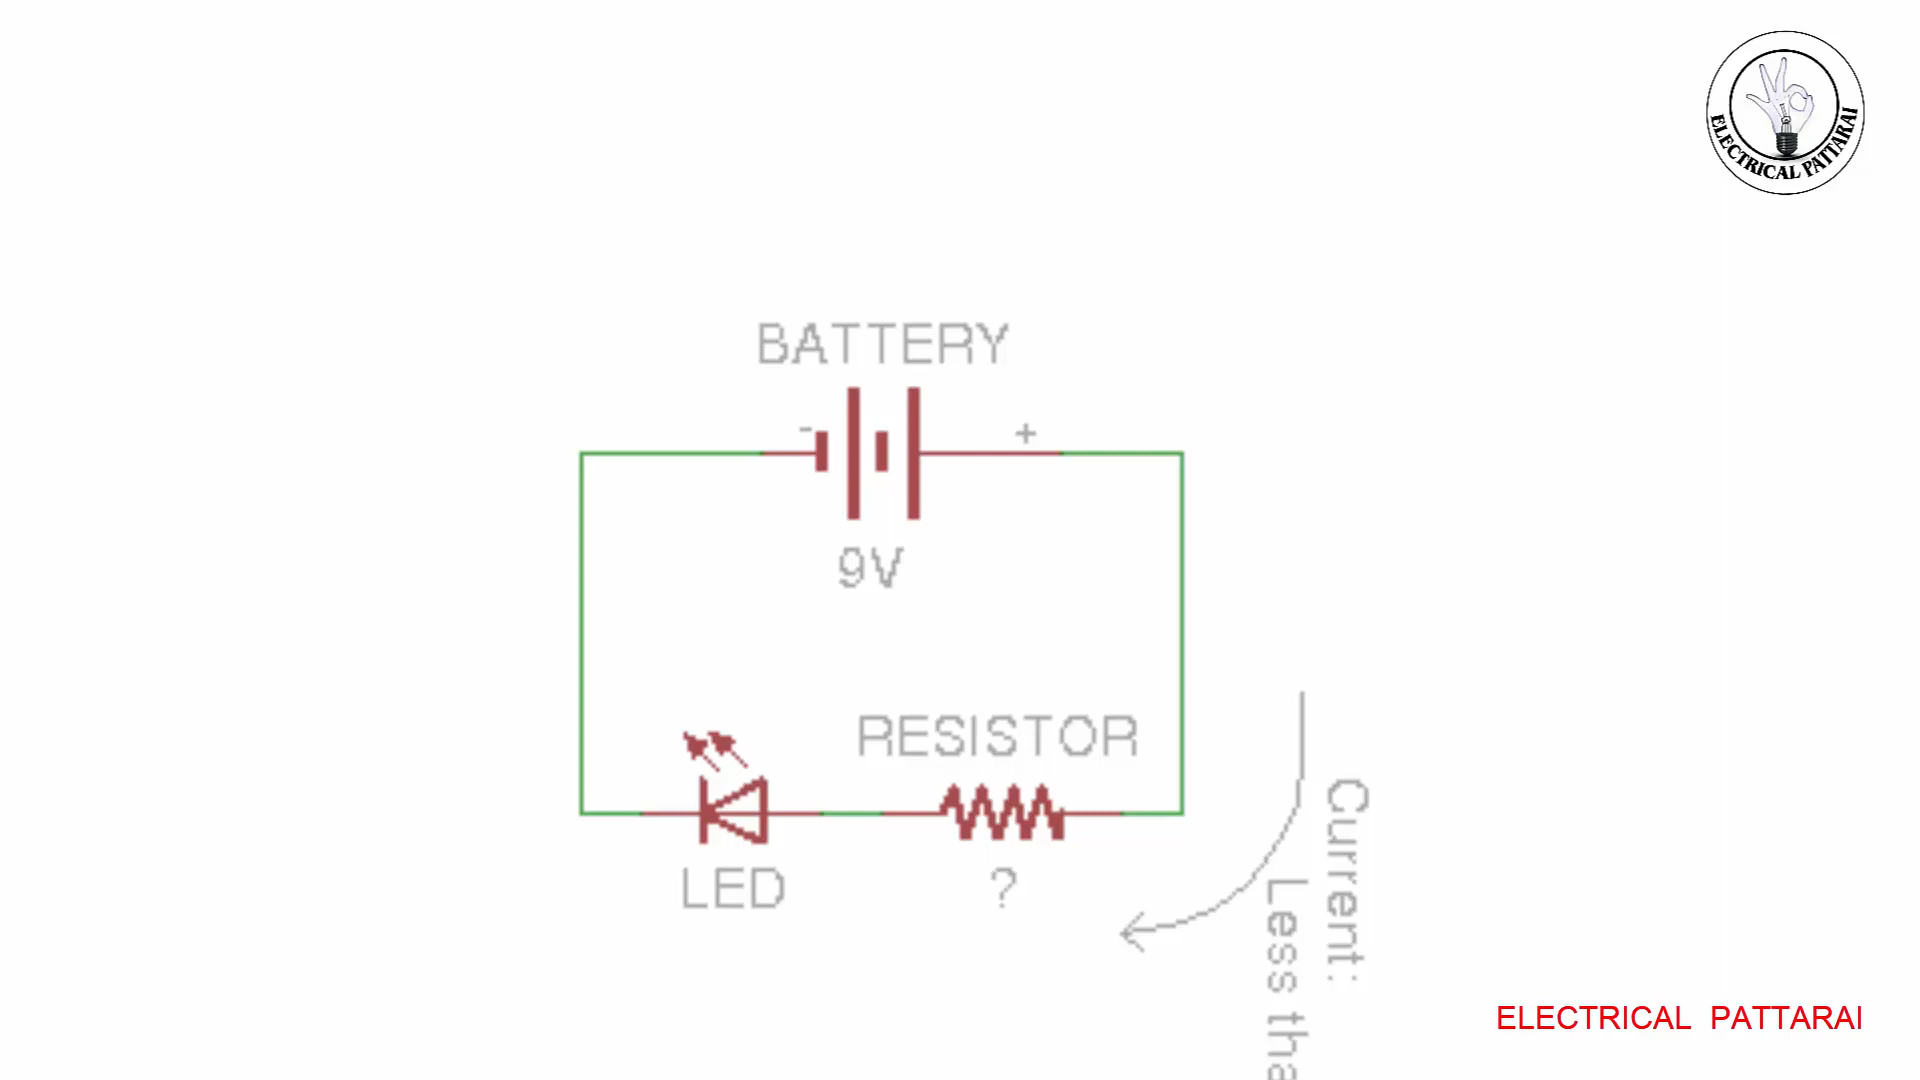 ELECTRICAL PATTARAI
BATTERY
- +
9V
RESISTOR
LED
?
Current:
Less tha
ELECTRICAL PATTARAI